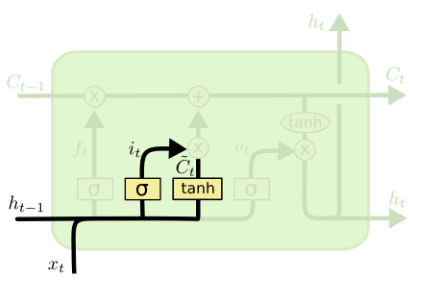 h_t
C_{t-1}
×
+
C_t
tanh
f_t
i_t
×
o_t
×
C̃_t
σ
σ
tanh
σ
h_{t-1}
h_t
x_t